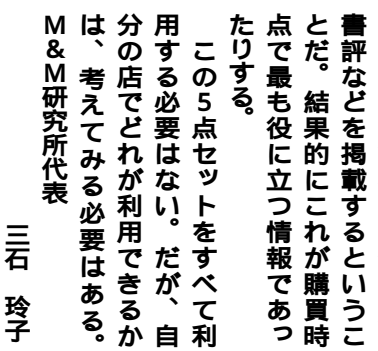 書評などを掲載するというこ
とだ。結果的にこれが購買時
点で最も役に立つ情報であっ
たりする。
この5点セットをすべて利
用する必要はない。だが、自
分の店でどれが利用できるか
は、考えてみる必要はある。
M&M研究所代表
三石 玲子